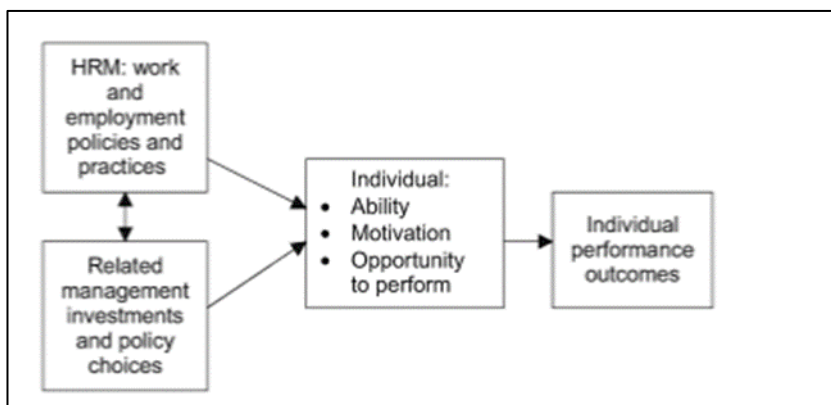 HRM: work
and
employment
policies and
practices
Related
management
investments
and policy
choices
Individual:
• Ability
• Motivation
• Opportunity
to perform
Individual
performance
outcomes